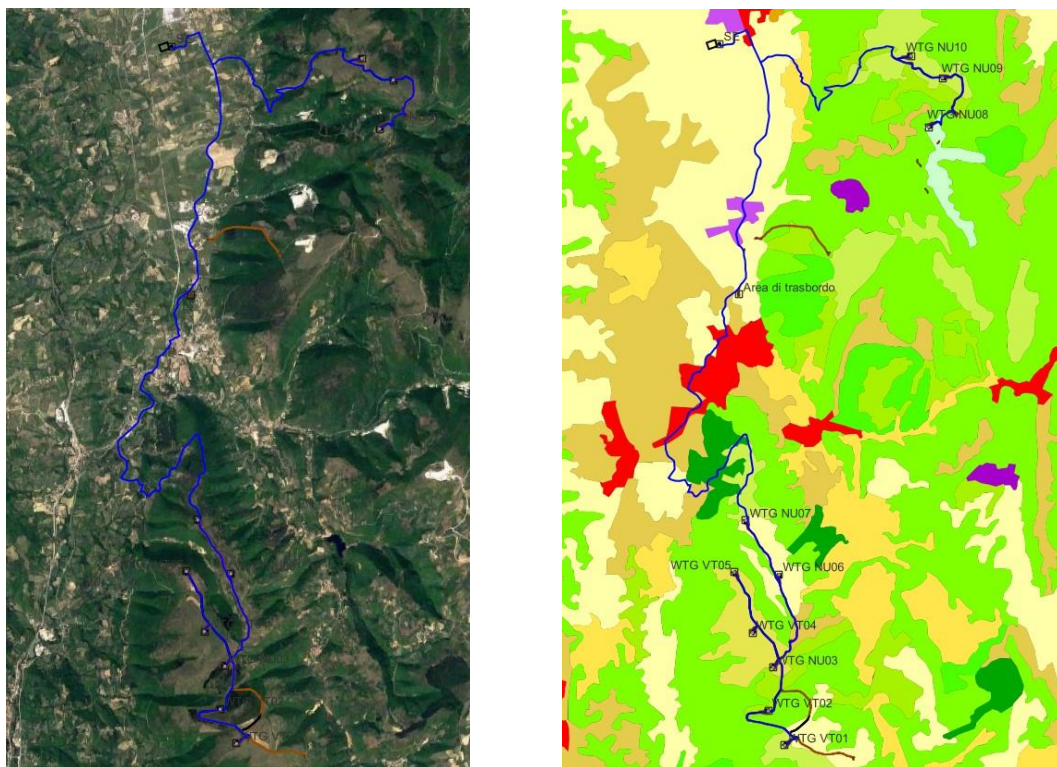 SE
WTG NU10
WTG NU09
WTG NU08
Area di trasbordo
WTG NU07
WTG VT05
WTG NU06
WTG VT04
WTG NU03
WTG VT02
WTG VT01